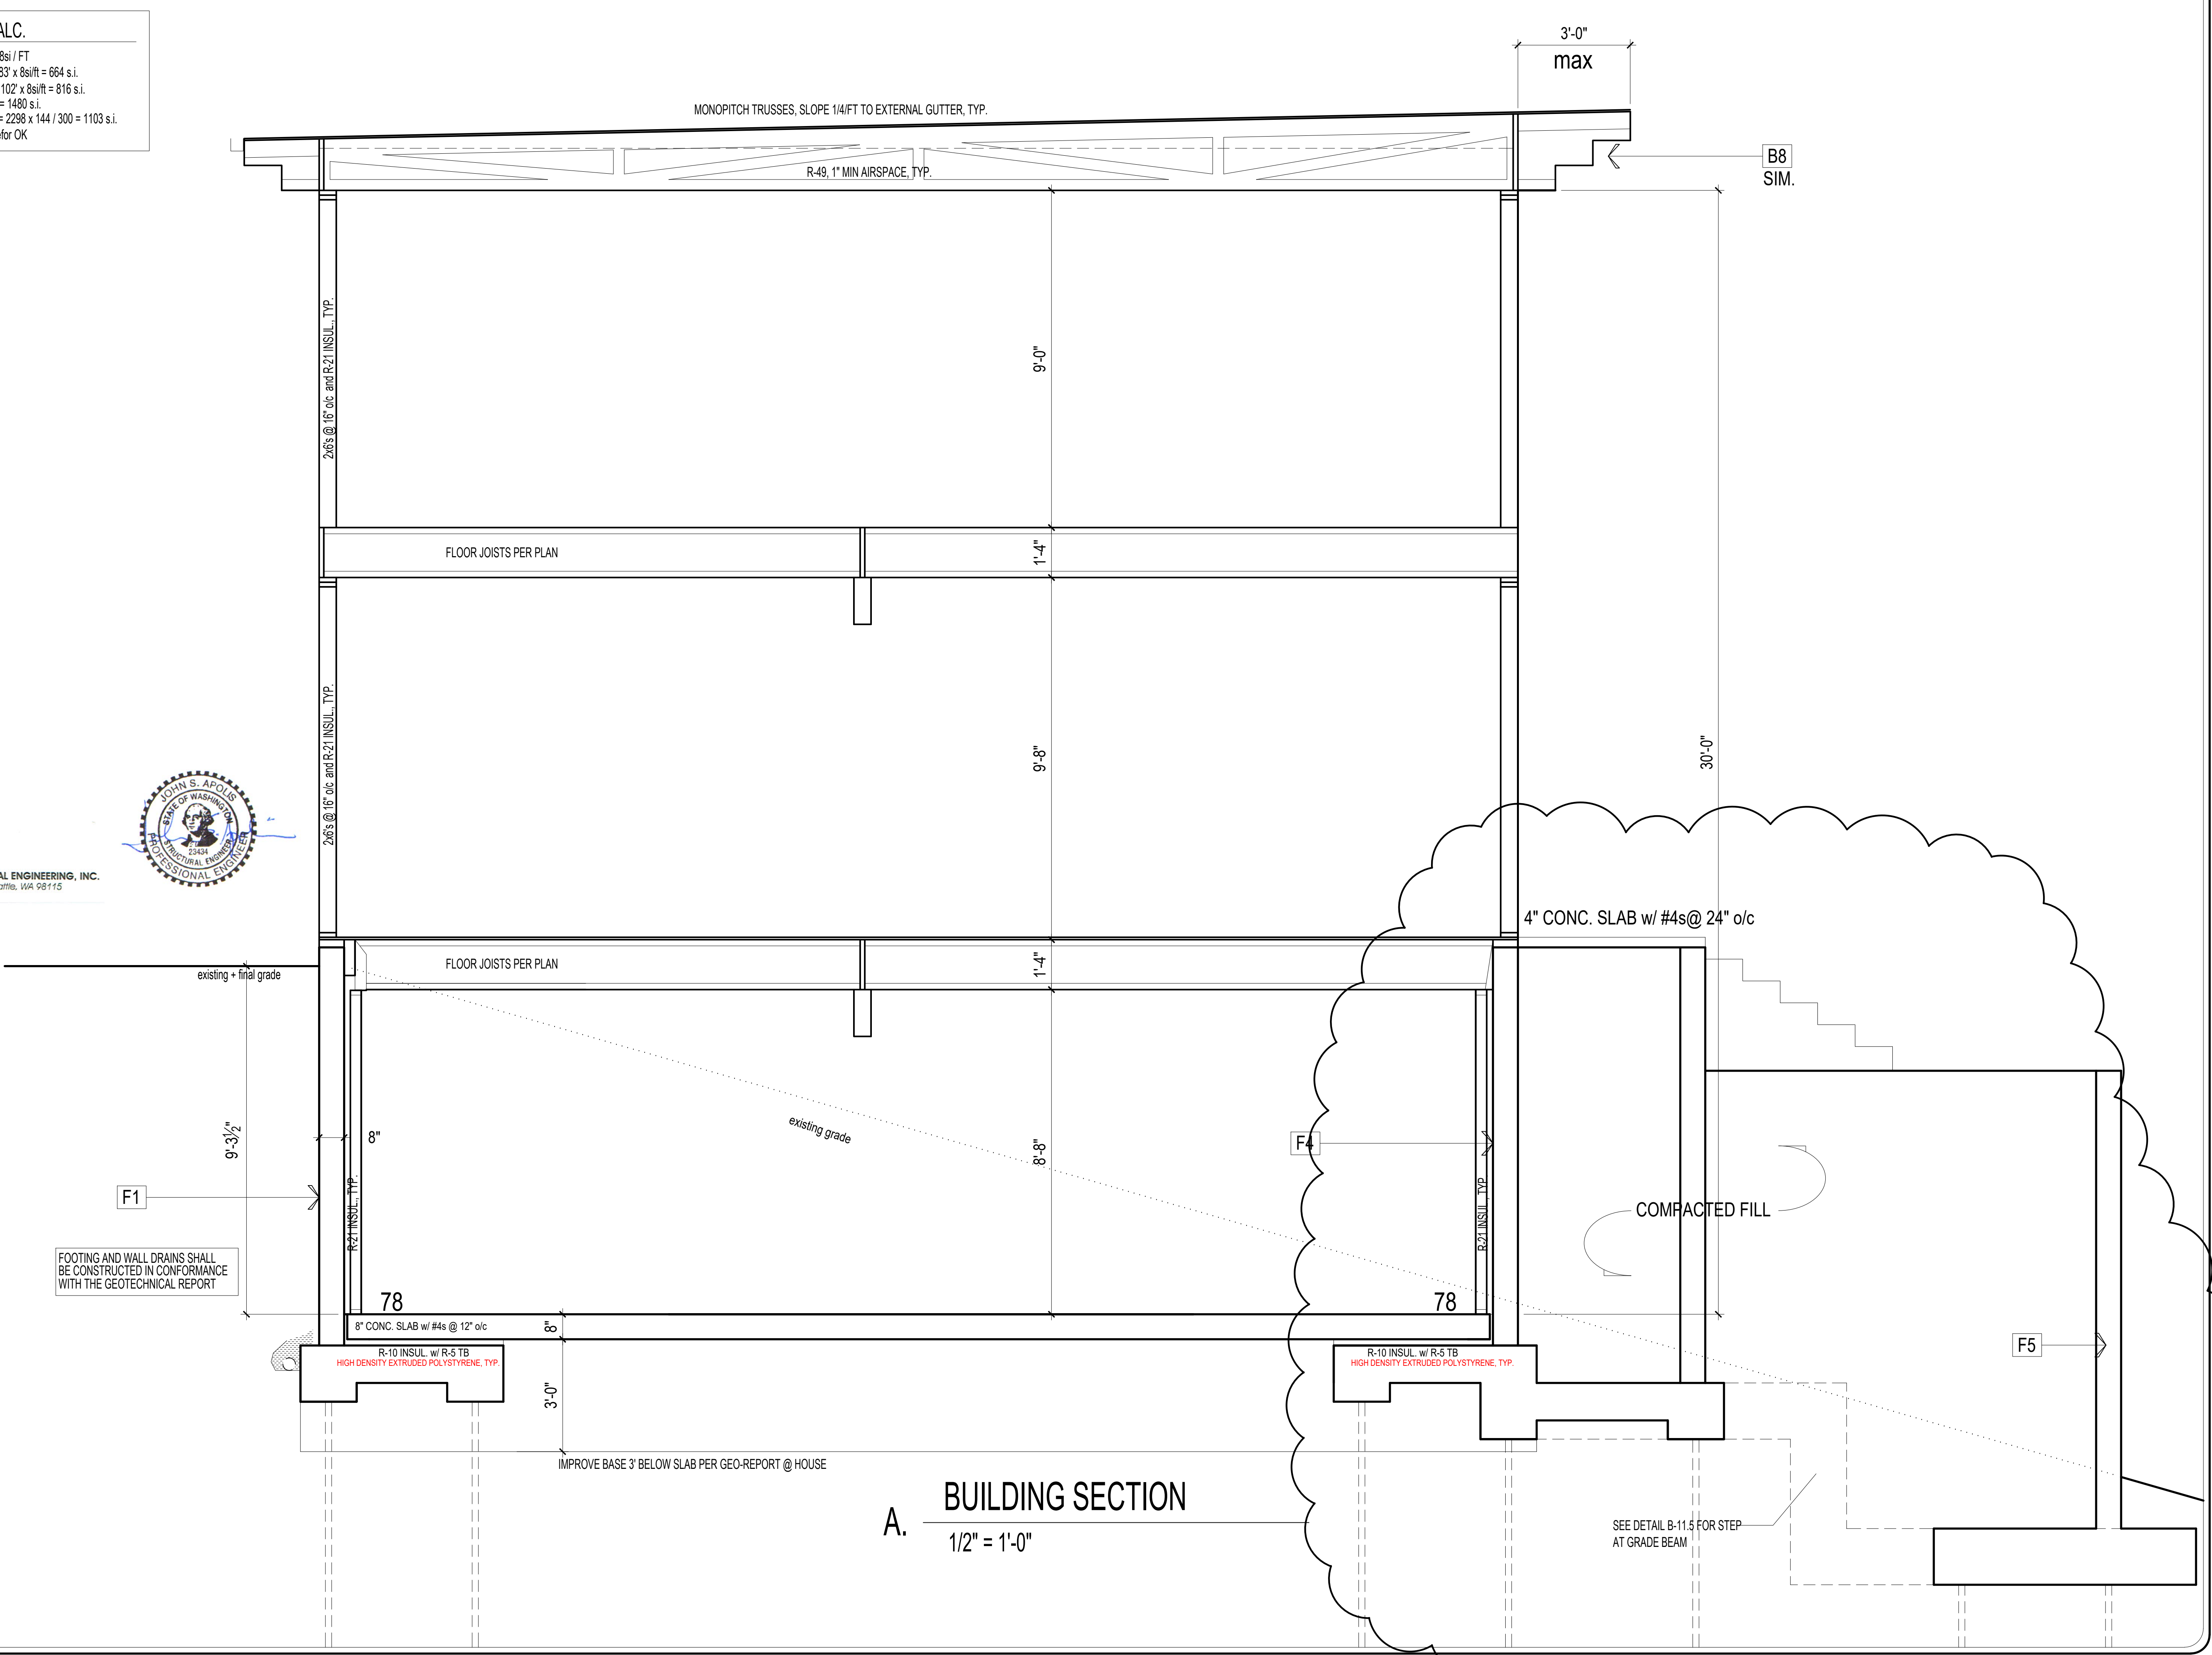 ALC.
8si / FT
83' x 8si/ft = 664 s.i.
102' x 8si/ft = 816 s.i.
= 1480 s.i.
= 2298 x 144 / 300 = 1103 s.i.
efor OK
3'-0"
max
MONOPITCH TRUSSES, SLOPE 1/4/FT TO EXTERNAL GUTTER, TYP.
R-49, 1" MIN AIRSPACE, TYP.
B8
SIM.
2x6's @ 16" o/c and R-21 INSUL., TYP.
9'-0"
FLOOR JOISTS PER PLAN
1'-4"
2x6's @ 16" o/c and R-21 INSUL., TYP.
9'-8"
30'-0"
JOHN S. APOLIS
STATE OF WASHINGTON
23434
STRUCTURAL ENGINEER
PROFESSIONAL ENGINEER
AL ENGINEERING, INC.
attle, WA 98115
4" CONC. SLAB w/ #4s@ 24" o/c
existing + final grade
FLOOR JOISTS PER PLAN
1'-4"
9'-3½"
8"
existing grade
8'-8"
F4
F1
R-21 INSUL., TYP.
R-21 INSUL., TYP.
COMPACTED FILL
FOOTING AND WALL DRAINS SHALL
BE CONSTRUCTED IN CONFORMANCE
WITH THE GEOTECHNICAL REPORT
78
78
8" CONC. SLAB w/ #4s @ 12" o/c
8"
R-10 INSUL. w/ R-5 TB
HIGH DENSITY EXTRUDED POLYSTYRENE, TYP.
R-10 INSUL. w/ R-5 TB
HIGH DENSITY EXTRUDED POLYSTYRENE, TYP.
F5
3'-0"
IMPROVE BASE 3' BELOW SLAB PER GEO-REPORT @ HOUSE
A.
BUILDING SECTION
1/2" = 1'-0"
SEE DETAIL B-11.5 FOR STEP
AT GRADE BEAM